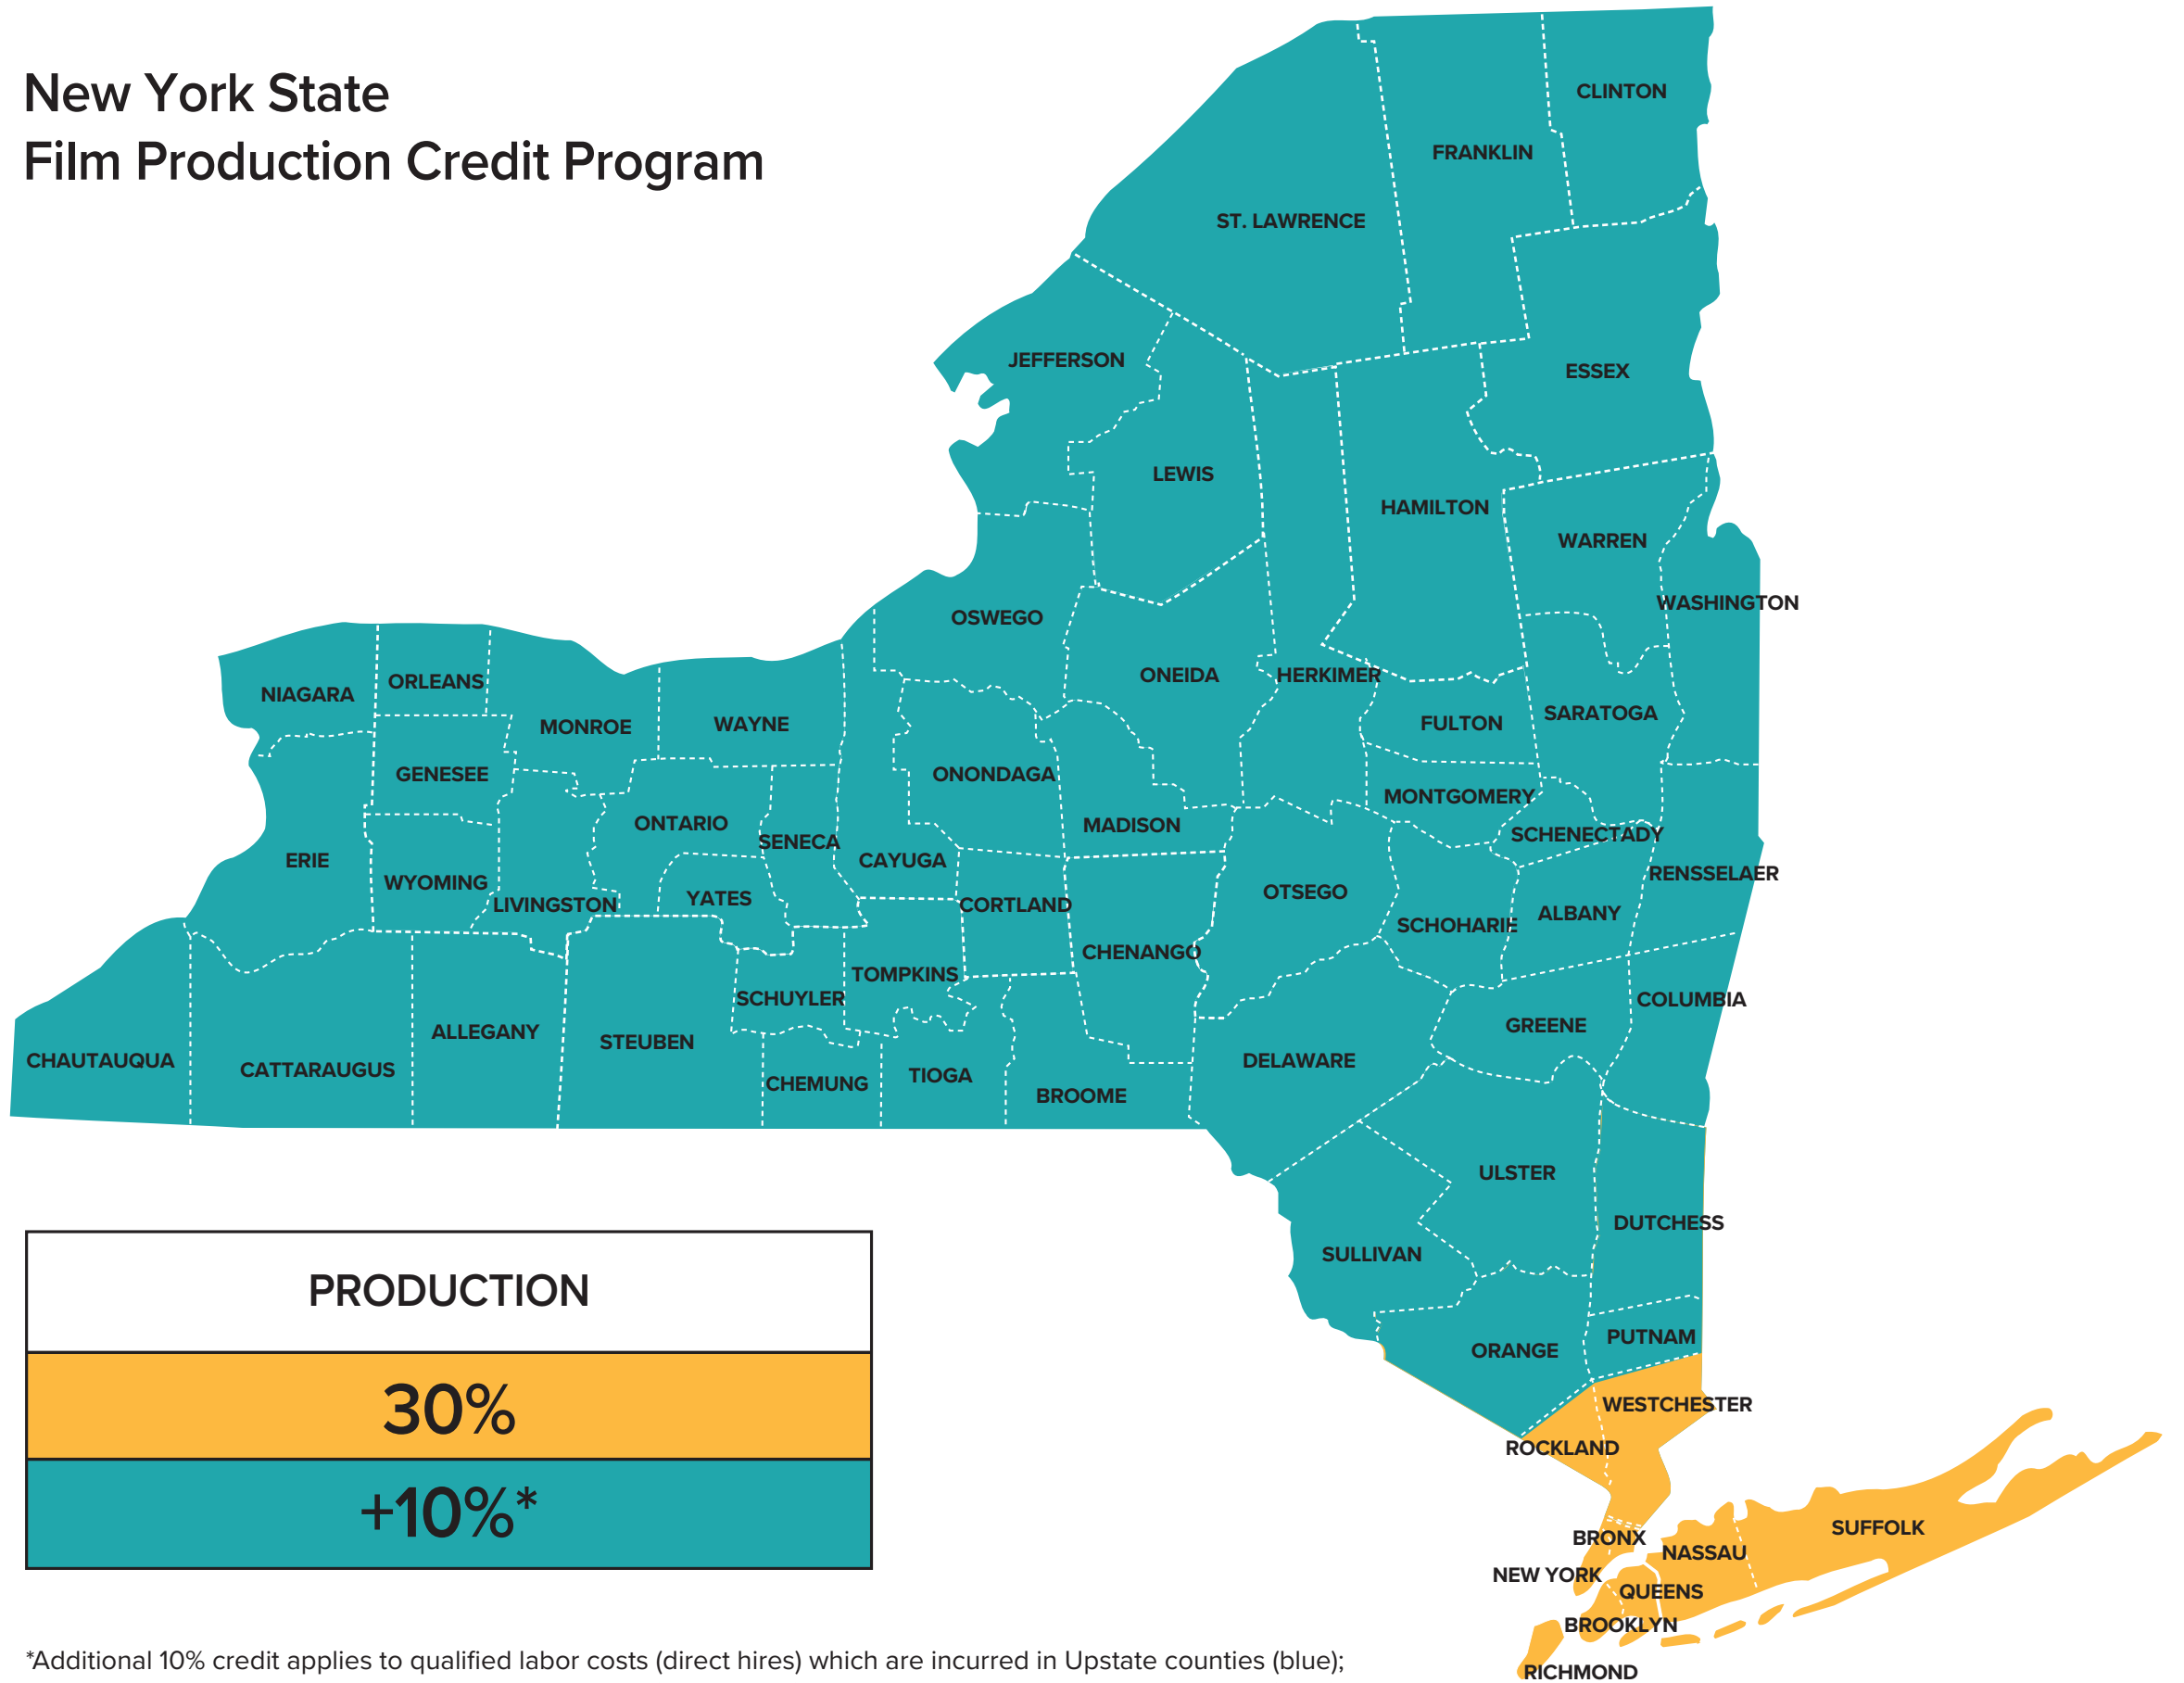 New York State
Film Production Credit Program
CLINTON
FRANKLIN
ST. LAWRENCE
JEFFERSON
ESSEX
LEWIS
HAMILTON
WARREN
WASHINGTON
OSWEGO
ONEIDA
HERKIMER
NIAGARA
ORLEANS
MONROE
WAYNE
FULTON
SARATOGA
GENESEE
ONONDAGA
MONTGOMERY
ONTARIO
MADISON
SCHENECTADY
SENECA
ERIE
CAYUGA
RENSSELAER
WYOMING
OTSEGO
LIVINGSTON
YATES
CORTLAND
SCHOHARIE
ALBANY
CHENANGO
TOMPKINS
SCHUYLER
COLUMBIA
ALLEGANY
STEUBEN
GREENE
CHAUTAUQUA
CATTARAUGUS
CHEMUNG
TIOGA
BROOME
DELAWARE
ULSTER
DUTCHESS
SULLIVAN
PUTNAM
ORANGE
WESTCHESTER
ROCKLAND
SUFFOLK
BRONX
NASSAU
NEW YORK
QUEENS
BROOKLYN
RICHMOND
PRODUCTION
30%
+10%*
*Additional 10% credit applies to qualified labor costs (direct hires) which are incurred in Upstate counties (blue);